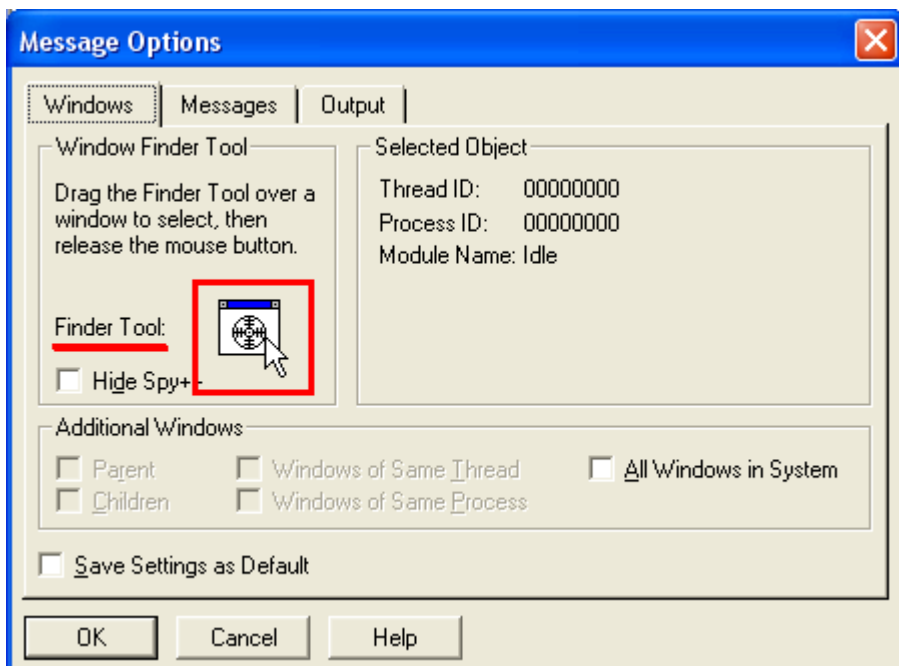 Message Options
Windows
Messages
Output
Window Finder Tool
Drag the Finder Tool over a
window to select, then
release the mouse button.
Finder Tool:
Hide Spy++
Selected Object
Thread ID: 00000000
Process ID: 00000000
Module Name: Idle
Additional Windows
Parent
Windows of Same Thread
All Windows in System
Children
Windows of Same Process
Save Settings as Default
OK
Cancel
Help